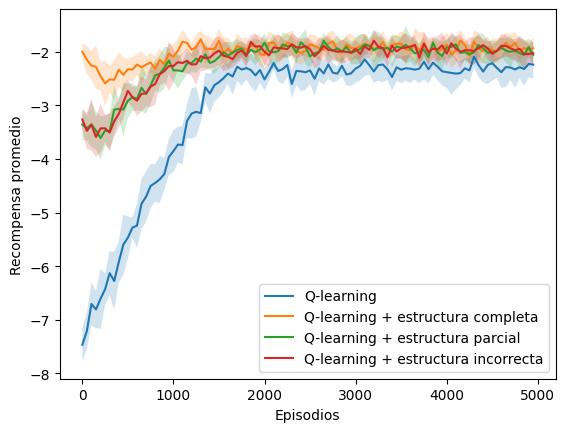 −2
−3
−4
−5
−6
−7
−8
Recompensa promedio
0
1000
2000
3000
4000
5000
Episodios
Q-learning
Q-learning + estructura completa
Q-learning + estructura parcial
Q-learning + estructura incorrecta